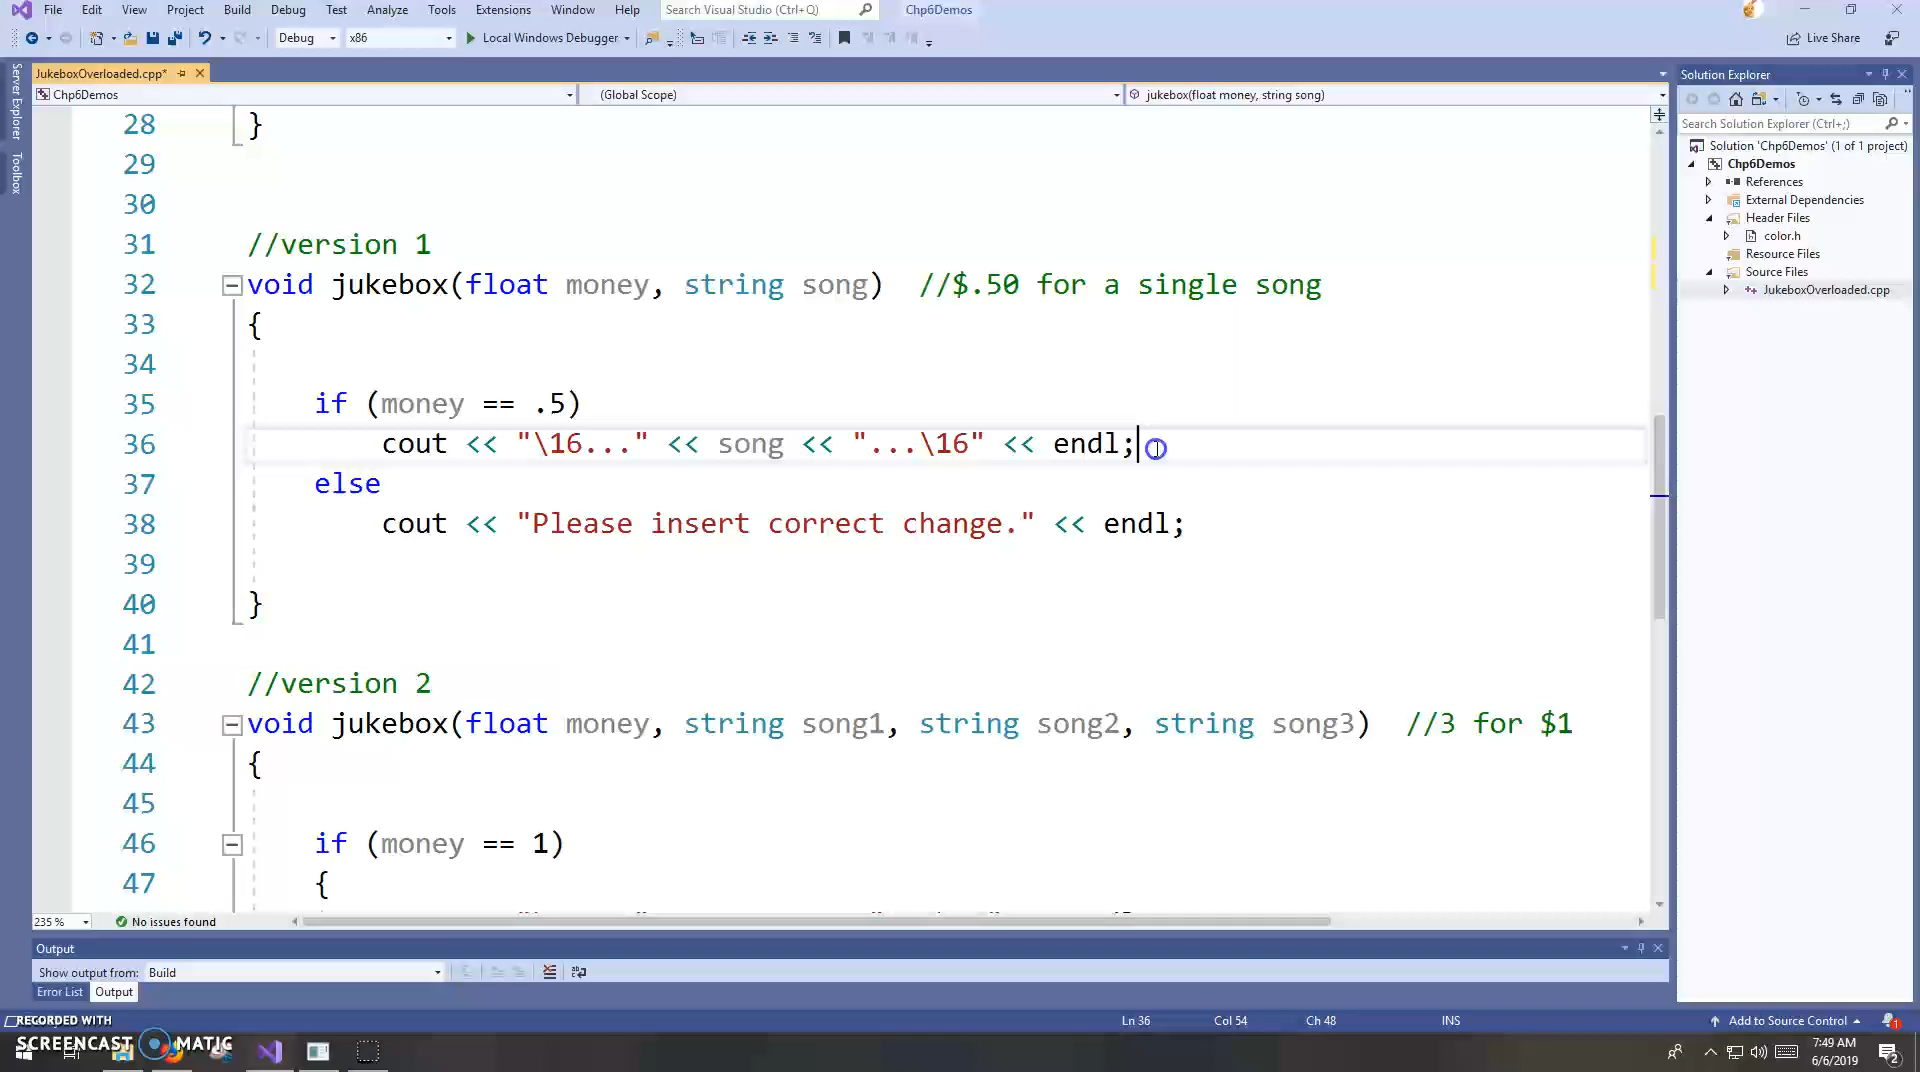 File Edit View Project Build Debug Test Analyze Tools Extensions Window Help Search Visual Studio (Ctrl+Q) Chp6Demos
Debug x86 Local Windows Debugger Live Share
JukeboxOverloaded.cpp*
Chp6Demos (Global Scope) jukebox(float money, string song)
Server Explorer
Toolbox
28 }
29
30
31 //version 1
32 void jukebox(float money, string song) //$.50 for a single song
33 {
34
35 if (money == .5)
36 cout << "\16..." << song << "...\16" << endl;
37 else
38 cout << "Please insert correct change." << endl;
39
40 }
41
42 //version 2
43 void jukebox(float money, string song1, string song2, string song3) //3 for $1
44 {
45
46 if (money == 1)
47 {
235 % No issues found
Output
Show output from: Build
Error List Output
Solution Explorer
Search Solution Explorer (Ctrl+;)
Solution 'Chp6Demos' (1 of 1 project)
Chp6Demos
References
External Dependencies
Header Files
color.h
Resource Files
Source Files
JukeboxOverloaded.cpp
Ln 36 Col 54 Ch 48 INS Add to Source Control 1
RECORDED WITH
SCREENCAST MATIC
7:49 AM
6/6/2019
2